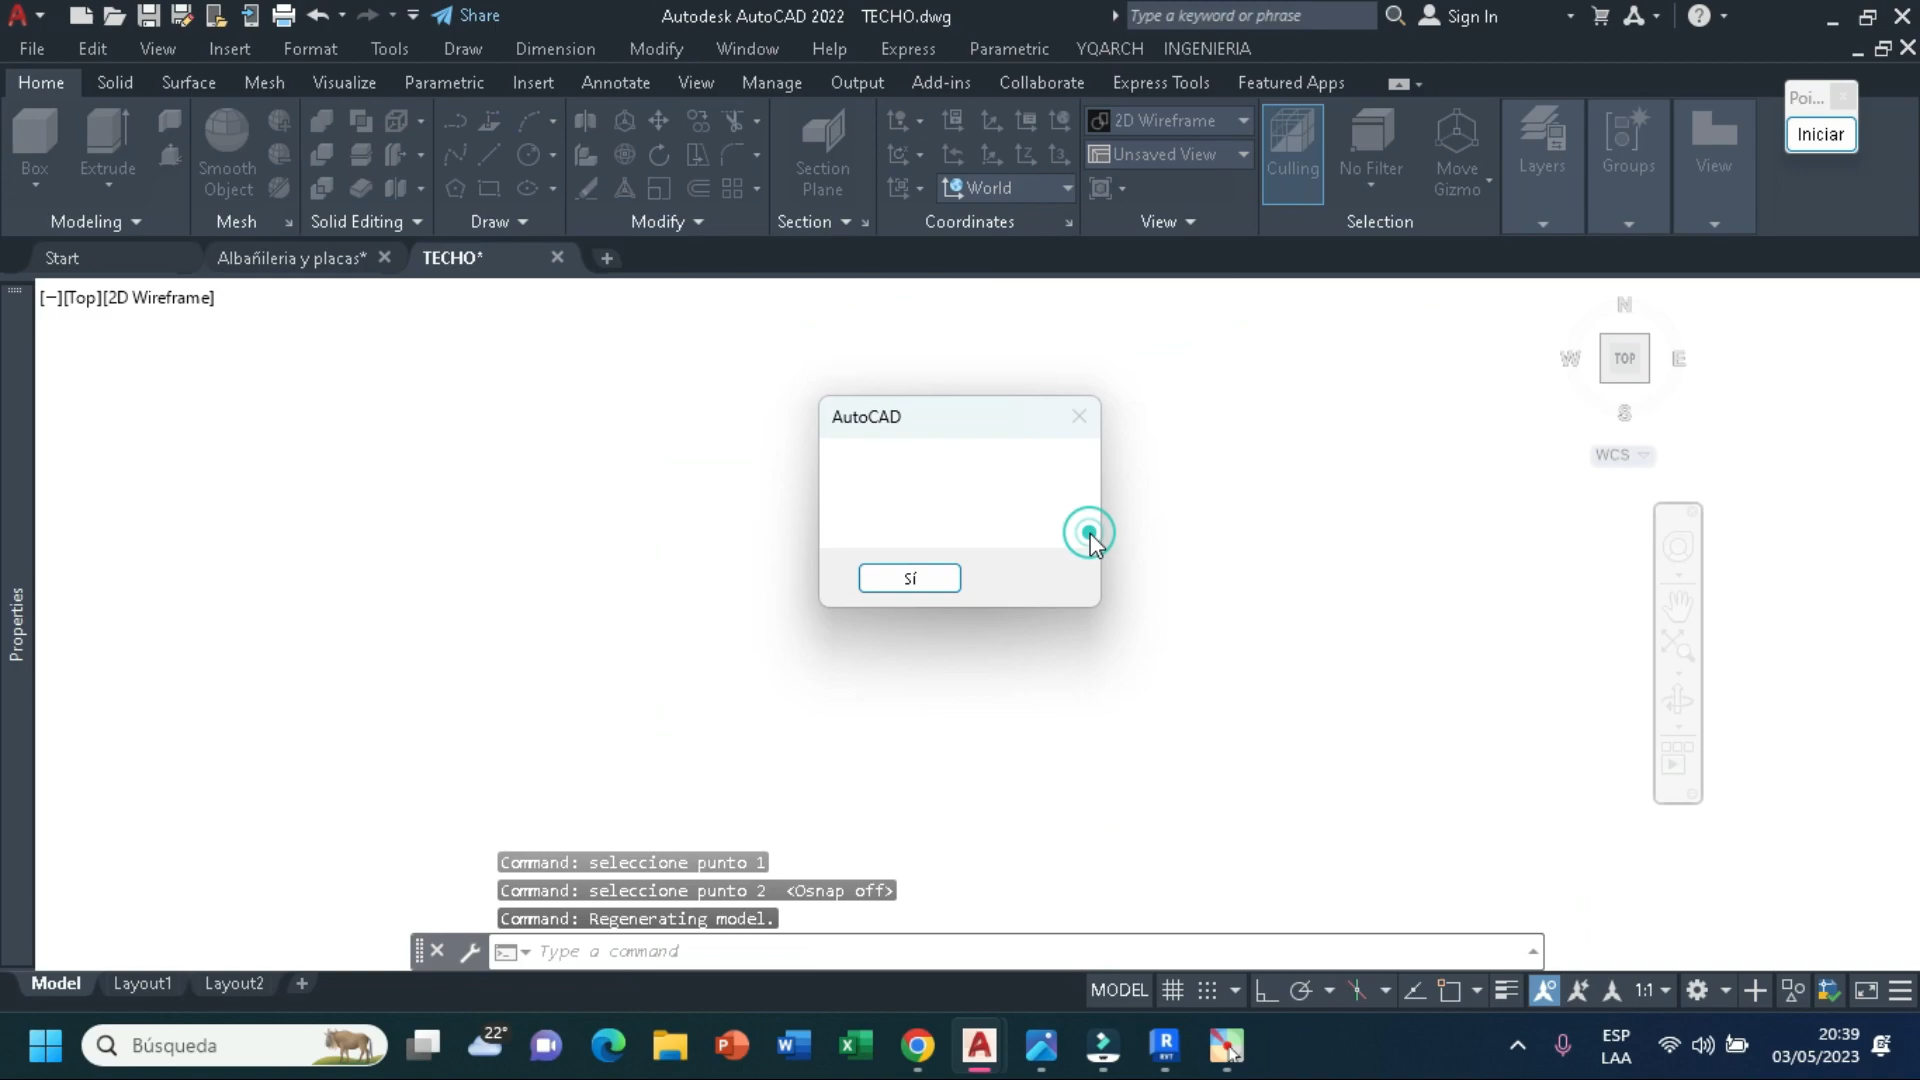 Share
Autodesk AutoCAD 2022 TECHO.dwg
Type a keyword or phrase
Sign In
File Edit View Insert Format Tools Draw Dimension Modify Window Help Express Parametric YQARCH INGENIERIA
Home Solid Surface Mesh Visualize Parametric Insert Annotate View Manage Output Add-ins Collaborate Express Tools Featured Apps
Poi...
Iniciar
Box
Extrude
Smooth
Object
Section
Plane
2D Wireframe
Unsaved View
World
Culling
No Filter
Move
Gizmo
Layers
Groups
View
Modeling Mesh Solid Editing Draw Modify Section Coordinates View Selection
Start Albañileria y placas* TECHO*
[−][Top][2D Wireframe]
N
W TOP E
S
WCS
AutoCAD
Sí
Properties
Command: seleccione punto 1
Command: seleccione punto 2 <Osnap off>
Command: Regenerating model.
Type a command
Model Layout1 Layout2
MODEL
1:1
Búsqueda
22°
ESP
LAA
20:39
03/05/2023